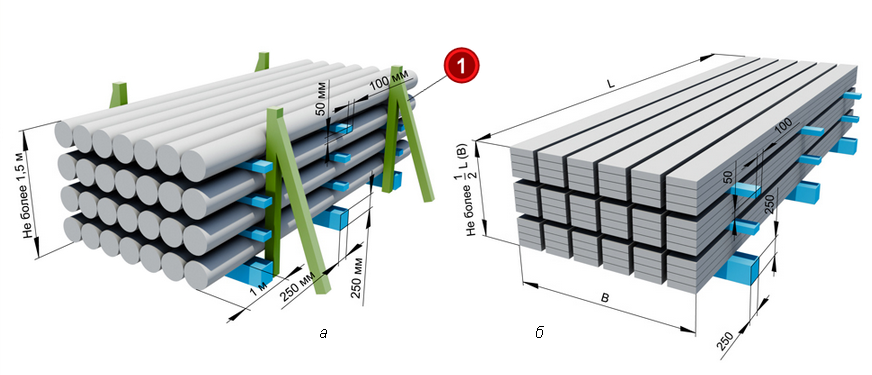 1
100 мм
50 мм
Не более 1,5 м
1 м
250 мм
250 мм
а
L
100
Не более 1/2 L (B)
50
250
B
250
б